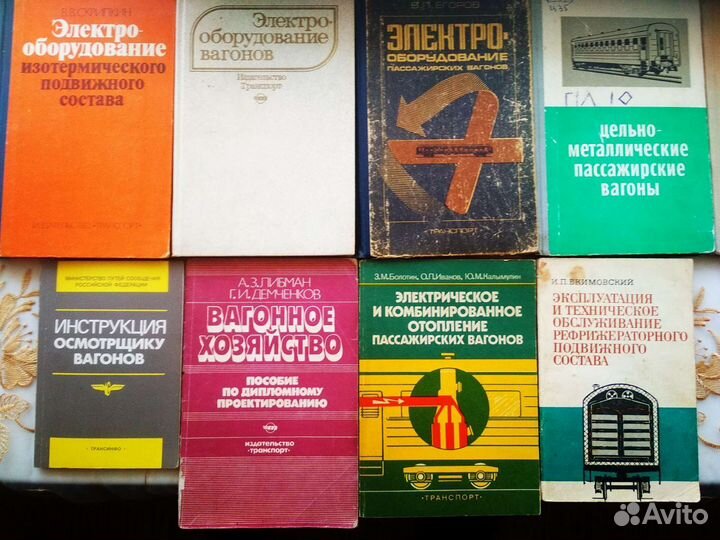 В.В.СКРИПКИН
Электро-
оборудование
изотермического
подвижного
состава
ИЗДАТЕЛЬСТВО «ТРАНСПОРТ»
Электро-
оборудование
вагонов
Издательство
Транспорт
В.П.ЕГОРОВ
ЭЛЕКТРО-
ОБОРУДОВАНИЕ
ПАССАЖИРСКИХ ВАГОНОВ
ТРАНСПОРТ
ПЛ 10
ЦЕЛЬНО-
МЕТАЛЛИЧЕСКИЕ
ПАССАЖИРСКИЕ
ВАГОНЫ
МИНИСТЕРСТВО ПУТЕЙ СООБЩЕНИЯ
РОССИЙСКОЙ ФЕДЕРАЦИИ
ИНСТРУКЦИЯ
ОСМОТРЩИКУ
ВАГОНОВ
• ТРАНСИНФО •
А.З.ЛИБМАН
Г.И.ДЕМЧЕНКОВ
ВАГОННОЕ
ХОЗЯЙСТВО
ПОСОБИЕ
ПО ДИПЛОМНОМУ
ПРОЕКТИРОВАНИЮ
ИЗДАТЕЛЬСТВО
«ТРАНСПОРТ»
З.М.Болотин, О.П.Иванов, Ю.М.Калымулин
ЭЛЕКТРИЧЕСКОЕ
И КОМБИНИРОВАННОЕ
ОТОПЛЕНИЕ
ПАССАЖИРСКИХ ВАГОНОВ
«ТРАНСПОРТ»
И.П.ЕКИМОВСКИЙ
ЭКСПЛУАТАЦИЯ
И ТЕХНИЧЕСКОЕ
ОБСЛУЖИВАНИЕ
РЕФРИЖЕРАТОРНОГО
ПОДВИЖНОГО
СОСТАВА
Avito